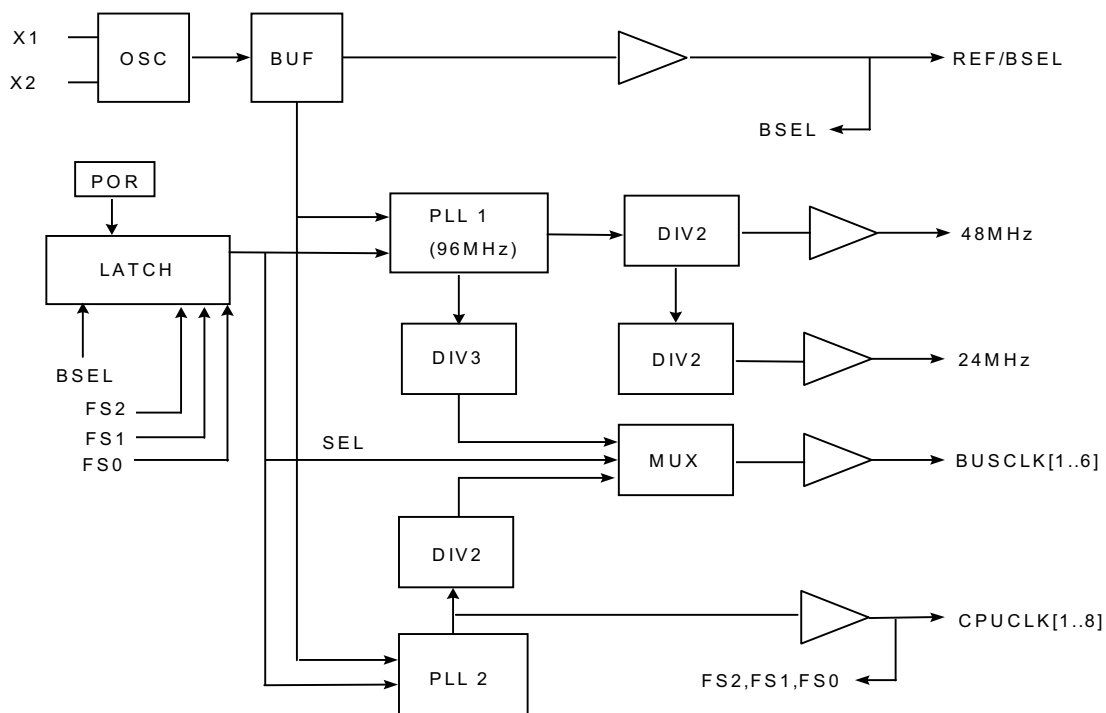 X1
X2
OSC
BUF
REF/BSEL
BSEL
POR
LATCH
PLL 1
(96MHz)
DIV2
48MHz
DIV3
DIV2
24MHz
BSEL
FS2
FS1
FS0
SEL
MUX
BUSCLK[1..6]
DIV2
CPUCLK[1..8]
PLL 2
FS2,FS1,FS0